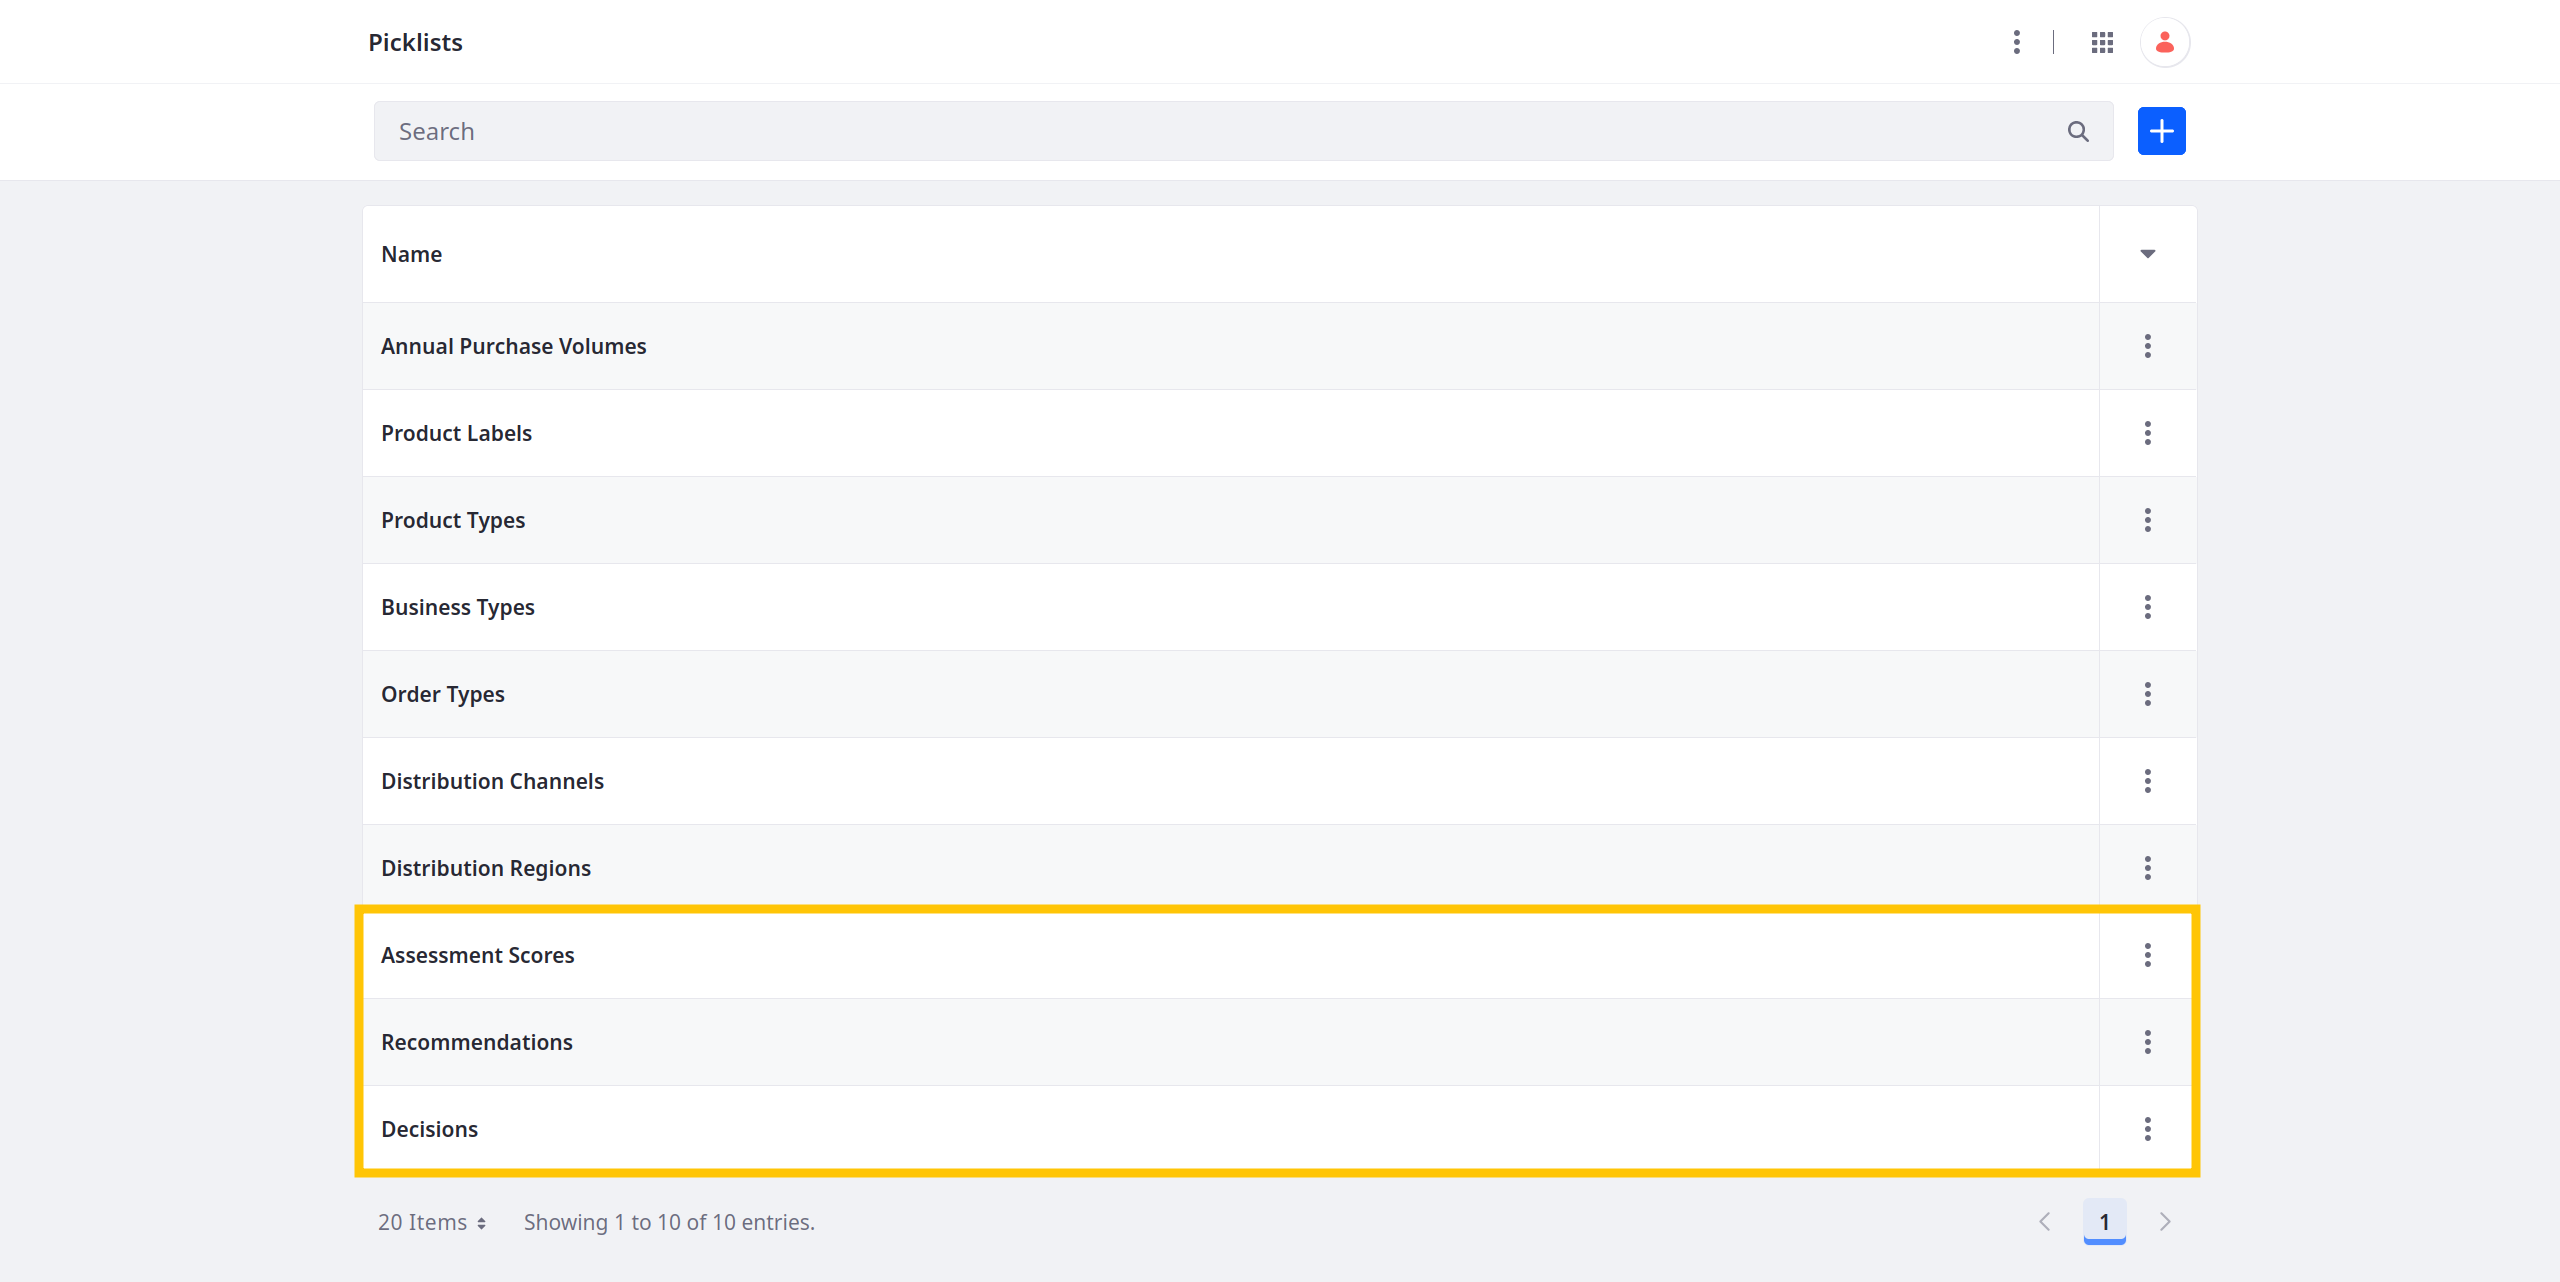 Picklists
Search
Name
Annual Purchase Volumes
Product Labels
Product Types
Business Types
Order Types
Distribution Channels
Distribution Regions
Assessment Scores
Recommendations
Decisions
20 Items Showing 1 to 10 of 10 entries. 1